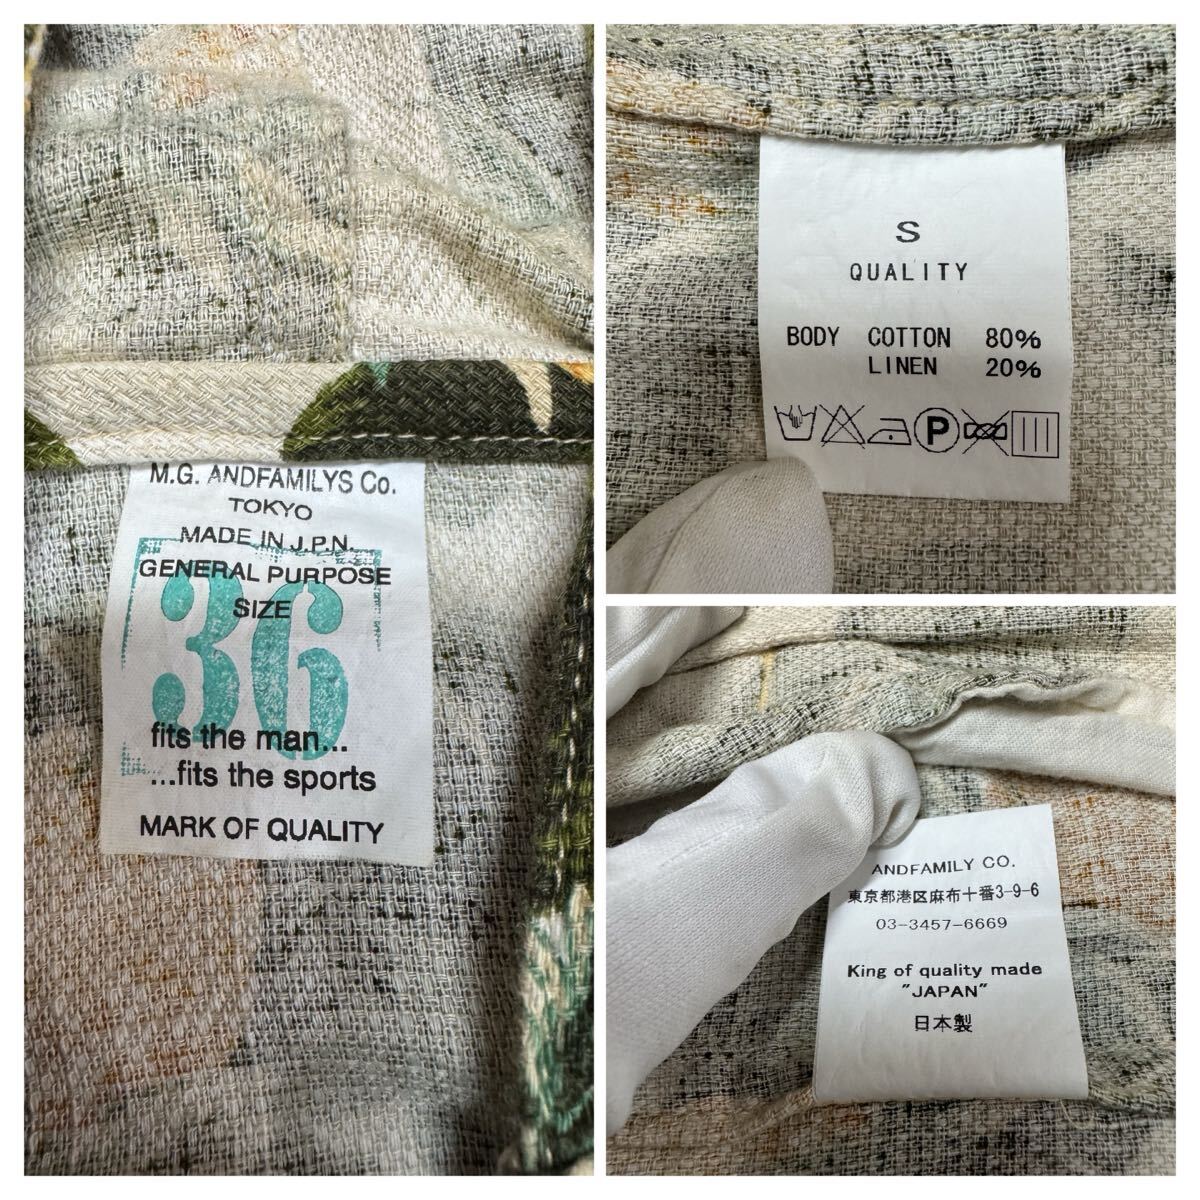 M.G. ANDFAMILYS Co.
TOKYO
MADE IN J.P.N.
GENERAL PURPOSE
SIZE
36
fits the man...
...fits the sports
MARK OF QUALITY
S
QUALITY
BODY COTTON 80%
LINEN 20%
P
ANDFAMILY CO.
東京都港区麻布十番3-9-6
03-3457-6669
King of quality made
"JAPAN"
日本製